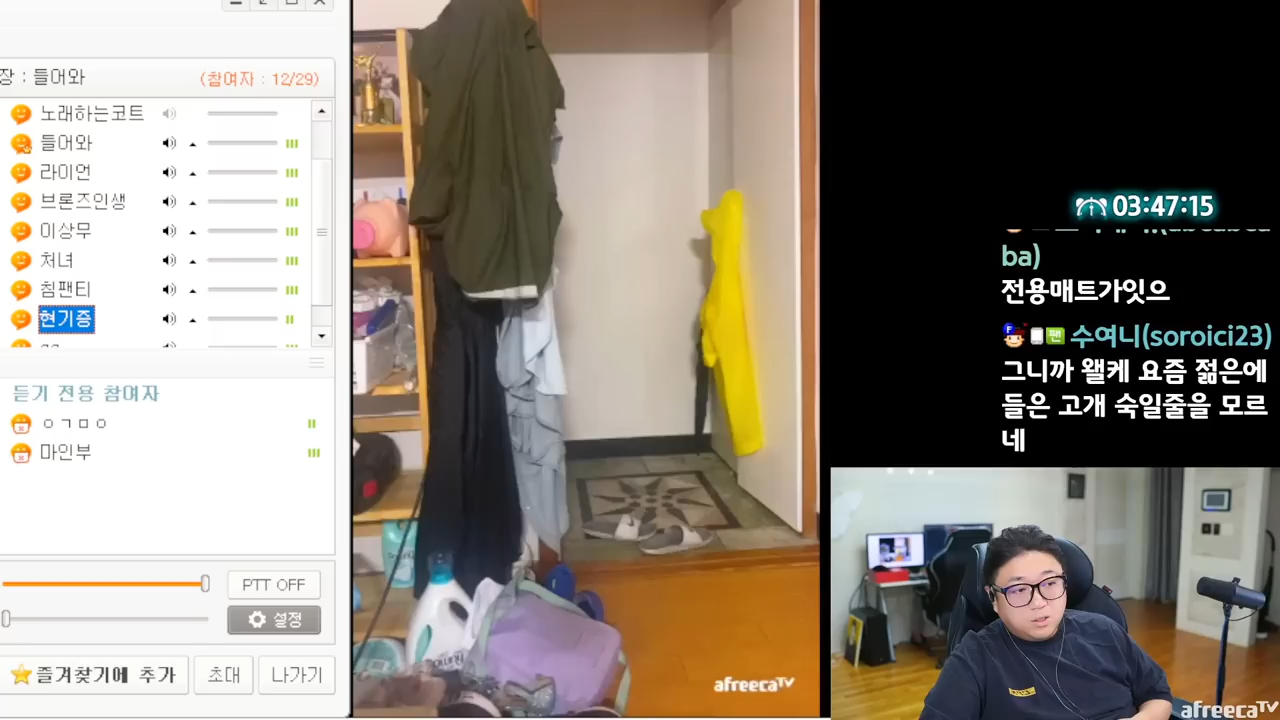 장 : 들어와
(참여자 : 12/29)
노래하는코트
들어와
라이언
브론즈인생
이상무
처녀
침팬티
현기증
듣기 전용 참여자
ㅇㄱㅁㅇ
마인부
PTT OFF
설정
즐겨찾기에 추가
초대
나가기
afreecaTV
03:47:15
ba)
전용매트가잇으
F
팬
수여니(soroici23)
그니까 왤케 요즘 젊은에
들은 고개 숙일줄을 모르
네
afreecaTV